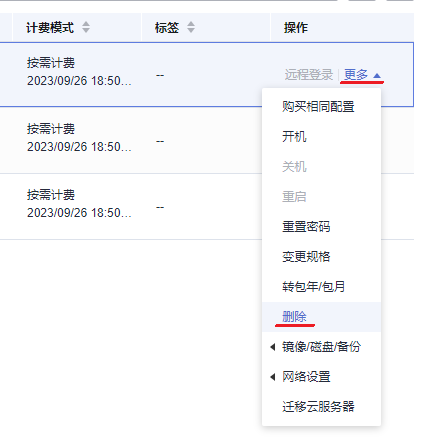 计费模式 标签 操作
按需计费
2023/09/26 18:50... -- 远程登录 | 更多
按需计费
2023/09/26 18:50... --
按需计费
2023/09/26 18:50... --
购买相同配置
开机
关机
重启
重置密码
变更规格
转包年/包月
删除
镜像/磁盘/备份
网络设置
迁移云服务器